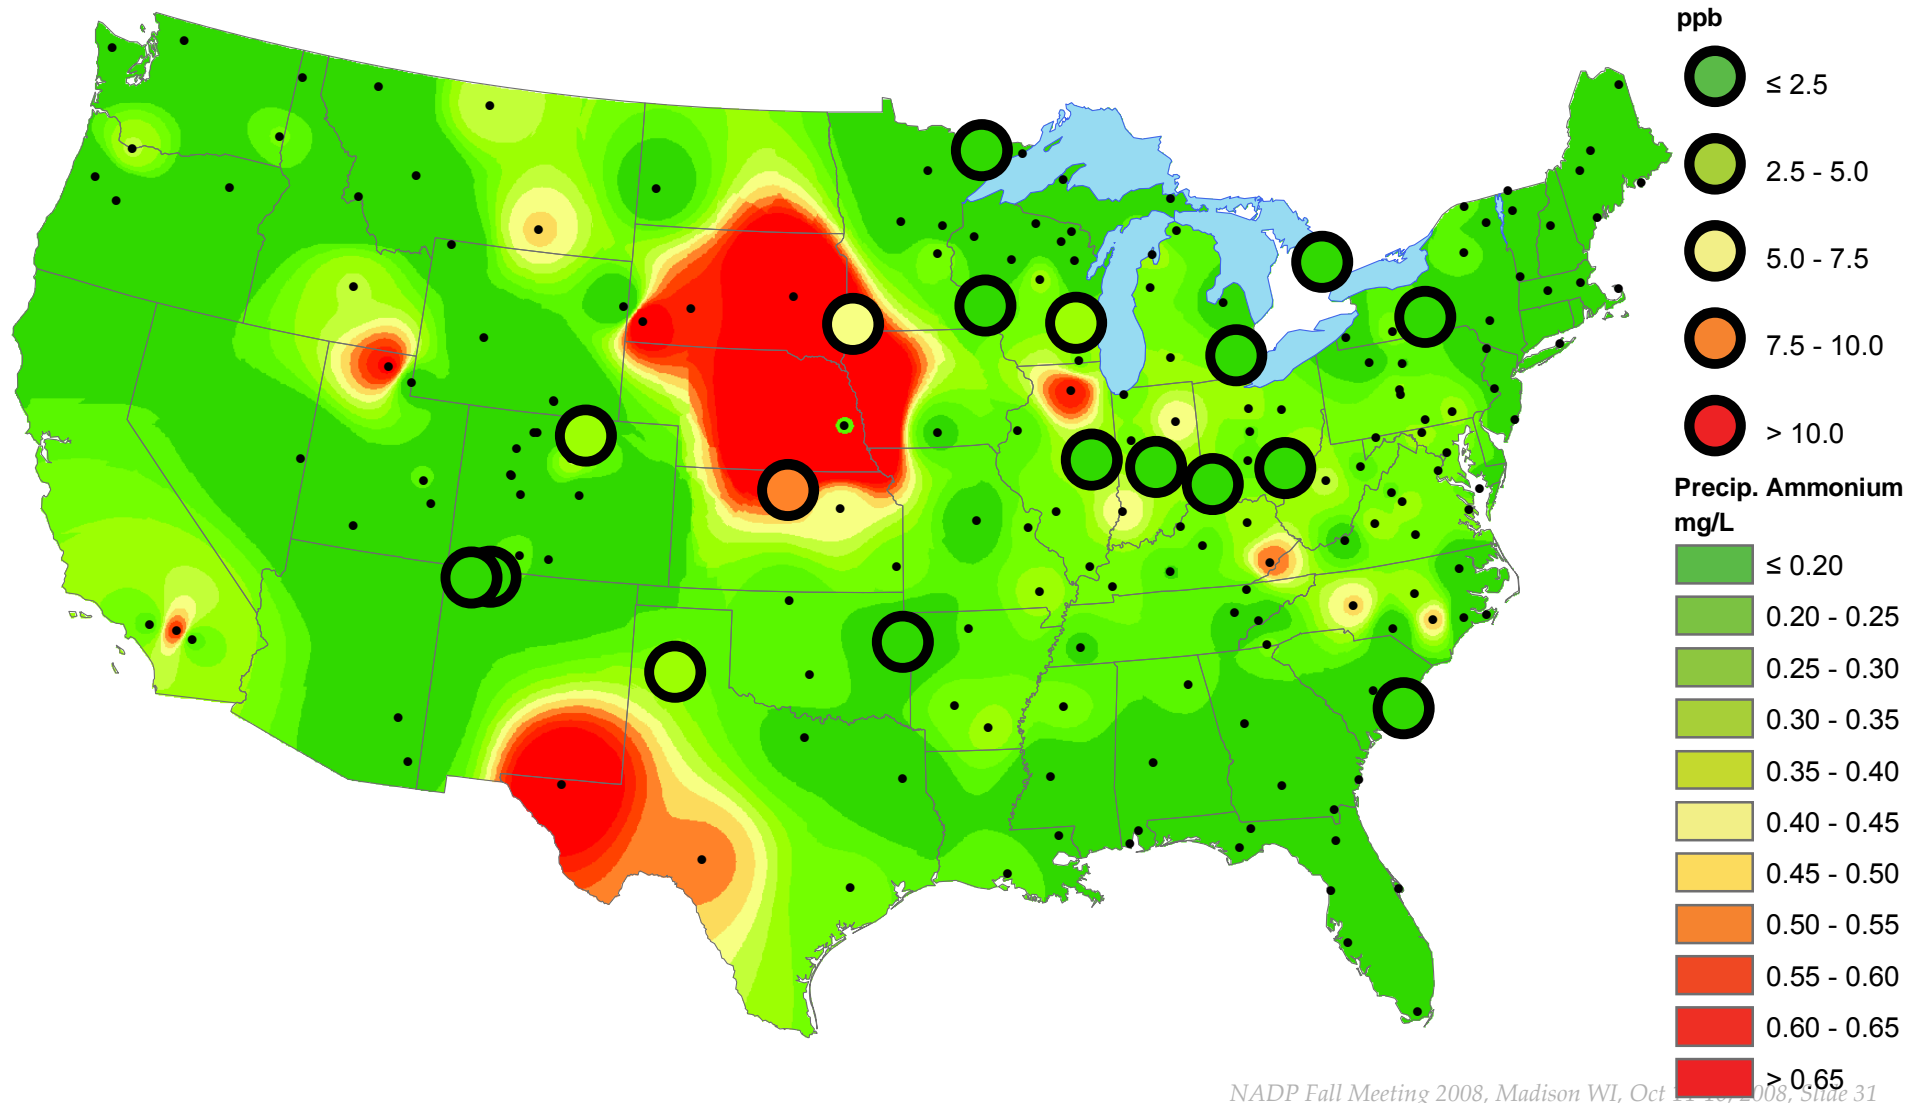 ppb
≤ 2.5
2.5 - 5.0
5.0 - 7.5
7.5 - 10.0
> 10.0
Precip. Ammonium
mg/L
≤ 0.20
0.20 - 0.25
0.25 - 0.30
0.30 - 0.35
0.35 - 0.40
0.40 - 0.45
0.45 - 0.50
0.50 - 0.55
0.55 - 0.60
0.60 - 0.65
> 0.65
NADP Fall Meeting 2008, Madison WI, Oct 2008, Slide 31